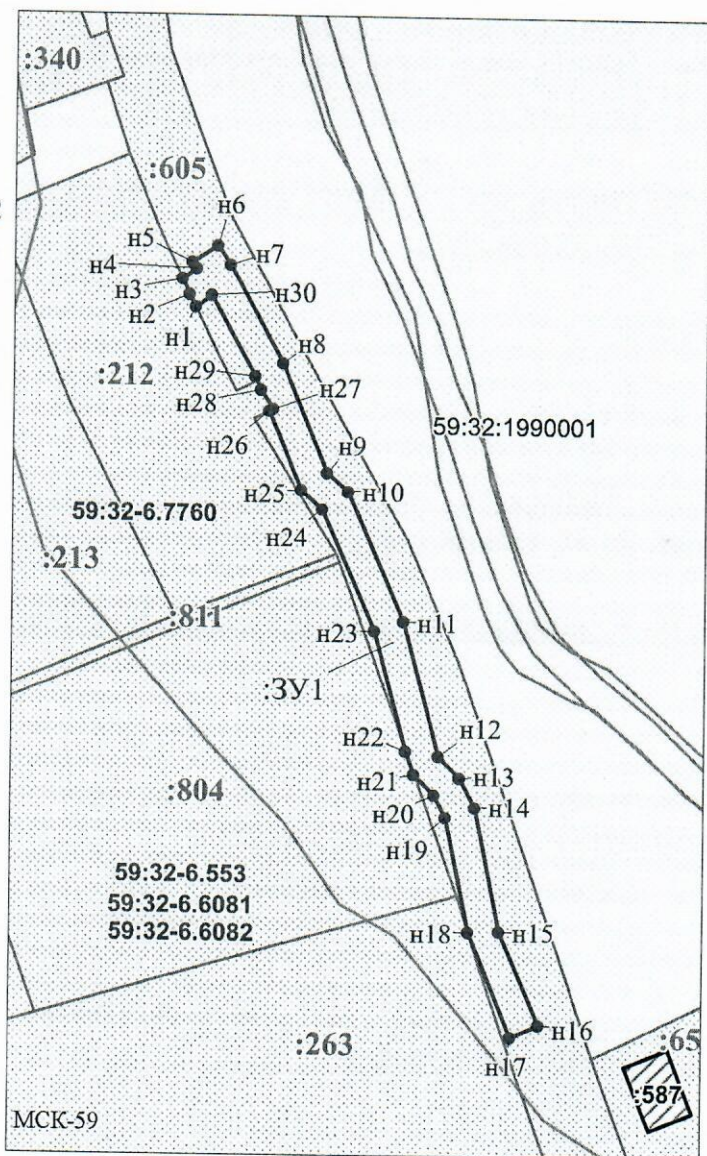 :340
:605
н6
н5
н7
н4
н3
н30
н2
н1
н8
н29
:212
н27
н28
н26
59:32:1990001
н9
н25
н10
59:32-6.7760
н24
:213
:811
н11
н23
:ЗУ1
н22
н12
н21
н13
:804
н20
н14
н19
59:32-6.553
59:32-6.6081
59:32-6.6082
н18
н15
н16
:263
н17
:65
:587
МСК-59